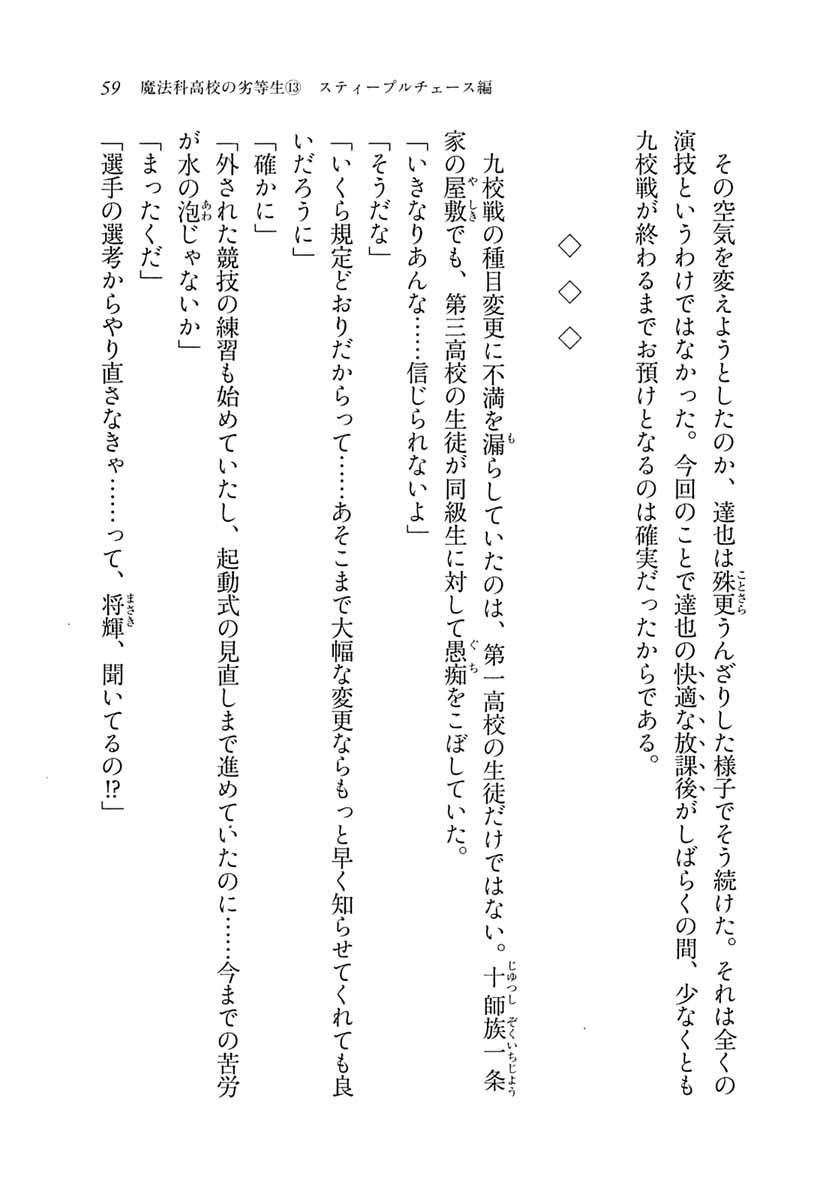 59　魔法科高校の劣等生⑬　スティープルチェース編
　その空気を変えようとしたのか、達也は殊更うんざりした様子でそう続けた。それは全くの
演技というわけではなかった。今回のことで達也の快適な放課後がしばらくの間、少なくとも
九校戦が終わるまでお預けとなるのは確実だったからである。
◇　◇　◇
　九校戦の種目変更に不満を漏らしていたのは、第一高校の生徒だけではない。十師族一条
家の屋敷でも、第三高校の生徒が同級生に対して愚痴をこぼしていた。
「いきなりあんな……信じられないよ」
「そうだな」
「いくら規定どおりだからって……あそこまで大幅な変更ならもっと早く知らせてくれても良
いだろうに」
「確かに」
「外された競技の練習も始めていたし、起動式の見直しまで進めていたのに……今までの苦労
が水の泡じゃないか」
「まったくだ」
「選手の選考からやり直さなきゃ……って、将輝、聞いてるの!?」